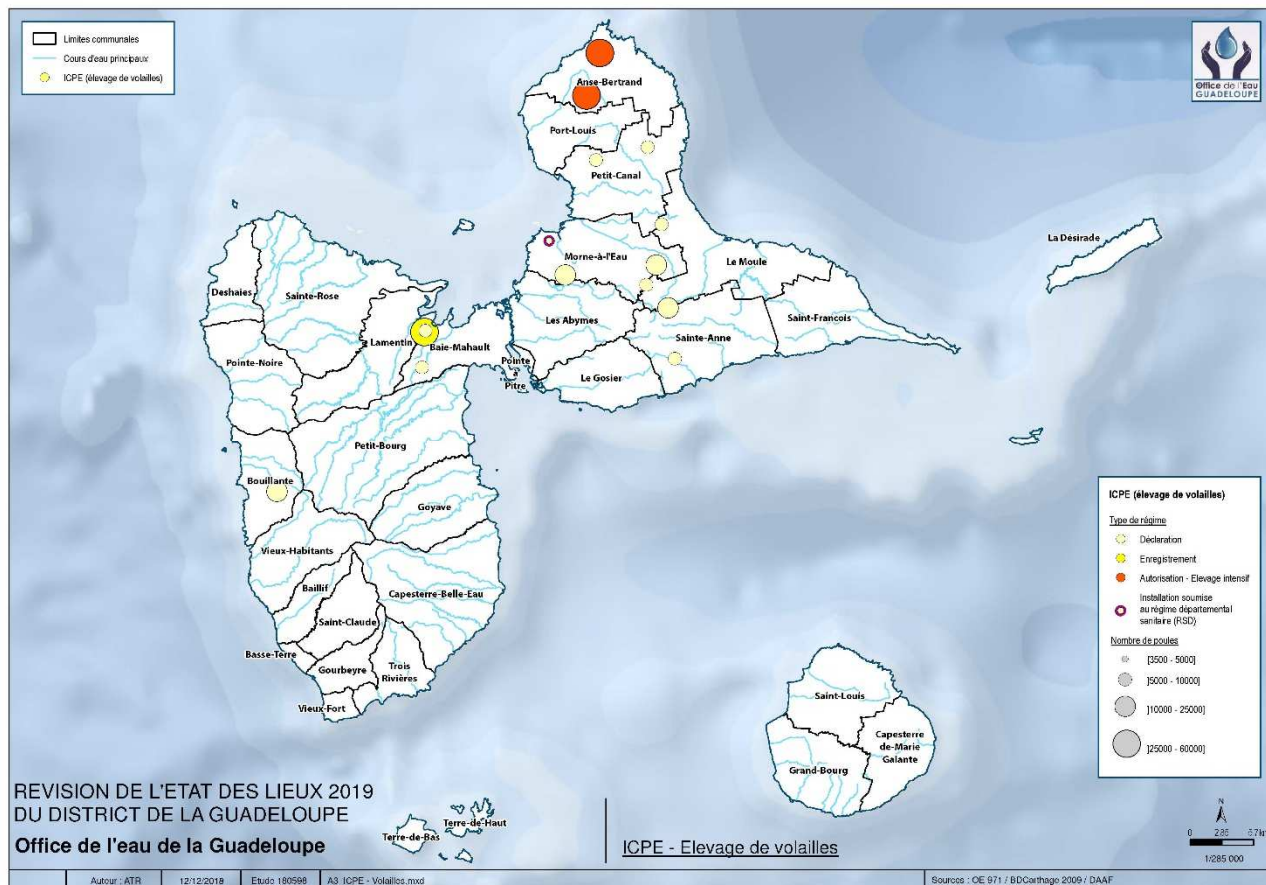 Limites communales
Cours d'eau principaux
ICPE (élevage de volailles)
Office de l'Eau
GUADELOUPE
Anse-Bertrand
Port-Louis
Petit-Canal
La Désirade
Morne-à-l'Eau
Le Moule
Deshaies
Sainte-Rose
Saint-François
Les Abymes
Sainte-Anne
Lamentin
Baie-Mahault
Pointe-Noire
Pointe
à
Pitre
Le Gosier
Petit-Bourg
Bouillante
Goyave
Vieux-Habitants
Baillif
Capesterre-Belle-Eau
Saint-Claude
Basse-Terre
Gourbeyre
Trois
Rivières
Vieux-Fort
Saint-Louis
Capesterre
de-Marie
Galante
Grand-Bourg
Terre-de-Haut
Terre-de-Bas
ICPE (élevage de volailles)
Type de régime
Déclaration
Enregistrement
Autorisation - Elevage intensif
Installation soumise
au régime départemental
sanitaire (RSD)
Nombre de poules
[3500 - 5000]
]5000 - 10000]
]10000 - 25000]
]25000 - 60000]
N
0 2.85 5.7km
1/285 000
REVISION DE L'ETAT DES LIEUX 2019
DU DISTRICT DE LA GUADELOUPE
Office de l'eau de la Guadeloupe
ICPE - Elevage de volailles
Auteur : ATR 12/12/2018 Etude 180598 A3_ICPE - Volailles.mxd Sources : OE 971 / BDCarthage 2009 / DAAF